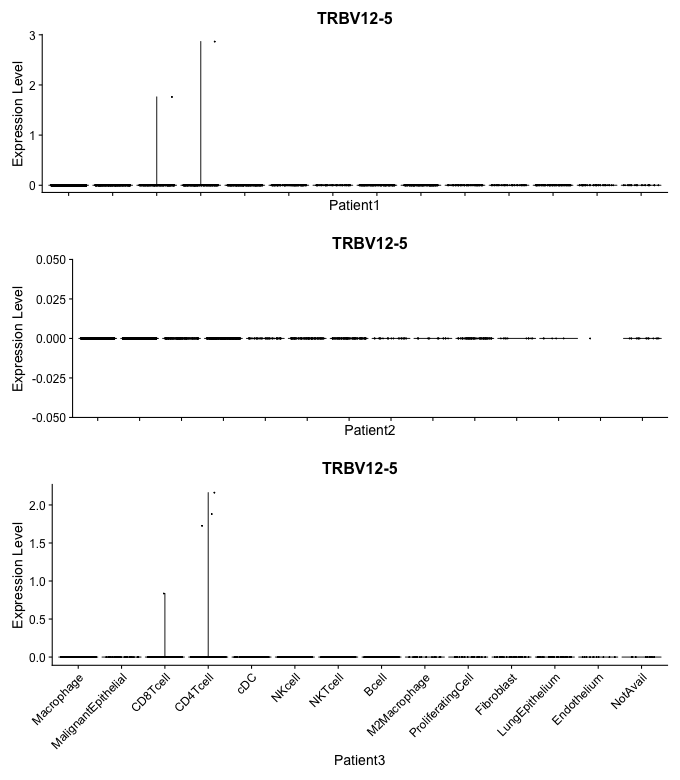 TRBV12-5
3
2
1
0
Expression Level
Patient1
TRBV12-5
0.050
0.025
0.000
-0.025
-0.050
Expression Level
Patient2
TRBV12-5
2.0
1.5
1.0
0.5
0.0
Expression Level
Macrophage
MalignantEpithelial
CD8Tcell
CD4Tcell
cDC
NKcell
NKTcell
Bcell
M2Macrophage
ProliferatingCell
Fibroblast
LungEpithelium
Endothelium
NotAvail
Patient3